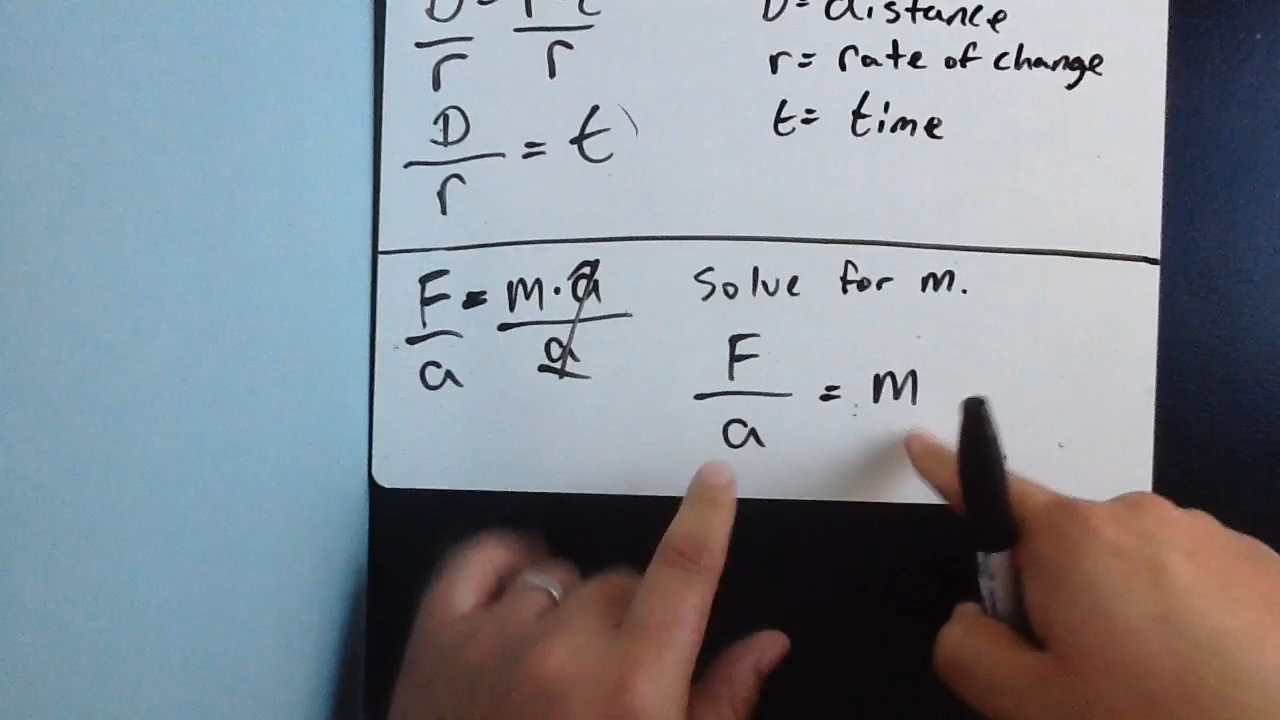 D = r·t D = distance
r r r = rate of change
D t = time
— = t
r
F = m·a Solve for m.
a a
F
— = m
a